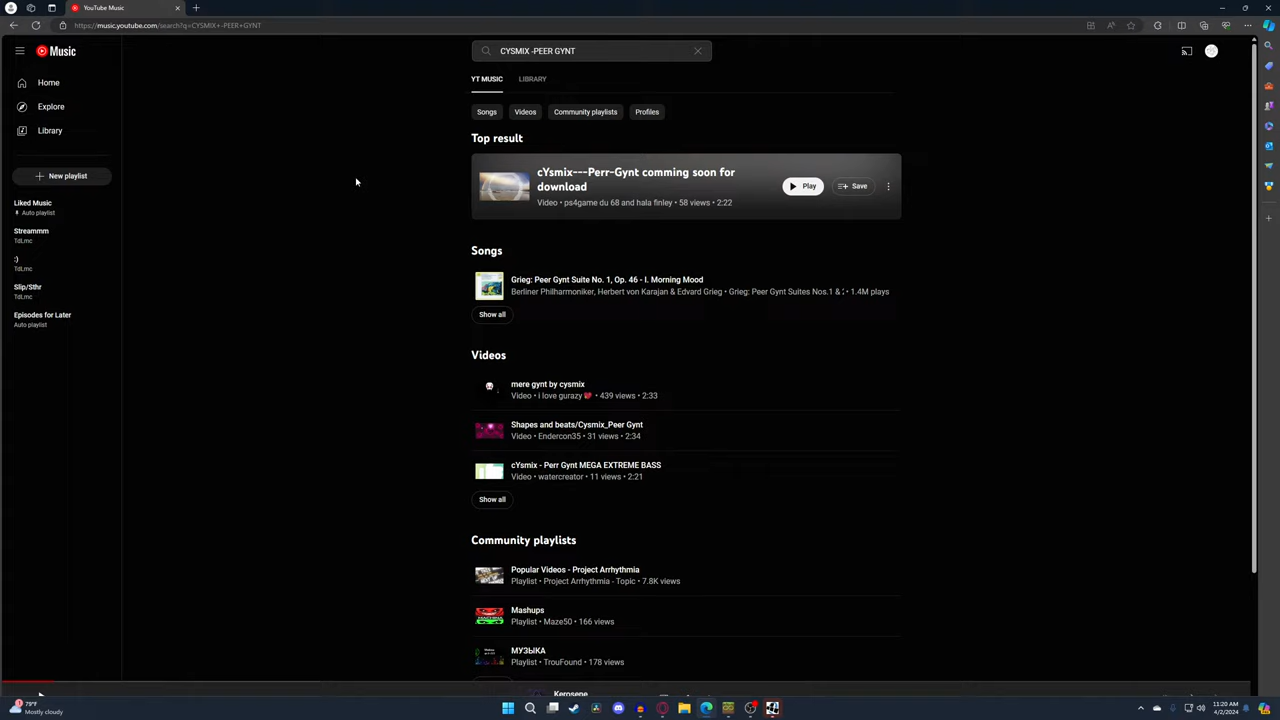 YouTube Music
https://music.youtube.com/search?q=CYSMIX+-PEER+GYNT
Music
CYSMIX -PEER GYNT
Home
Explore
Library
New playlist
Liked Music
Auto playlist
Streammm
TdLmc
:)
TdLmc
Slip/Sthr
TdLmc
Episodes for Later
Auto playlist
YT MUSIC
LIBRARY
Songs
Videos
Community playlists
Profiles
Top result
cYsmix---Perr-Gynt comming soon for
download
Video • ps4game du 68 and hala finley • 58 views • 2:22
Play
Save
Songs
Grieg: Peer Gynt Suite No. 1, Op. 46 - I. Morning Mood
Berliner Philharmoniker, Herbert von Karajan & Edvard Grieg • Grieg: Peer Gynt Suites Nos.1 & 2 • 1.4M plays
Show all
Videos
mere gynt by cysmix
Video • i love gurazy💔 • 439 views • 2:33
Shapes and beats/Cysmix_Peer Gynt
Video • Endercon35 • 31 views • 2:34
cYsmix - Perr Gynt MEGA EXTREME BASS
Video • watercreator • 11 views • 2:21
Show all
Community playlists
Popular Videos - Project Arrhythmia
Playlist • Project Arrhythmia - Topic • 7.8K views
Mashups
Playlist • Maze50 • 166 views
МУЗЫКА
Playlist • TrouFound • 178 views
Kerosene
79°F
Mostly cloudy
11:20 AM
4/2/2024